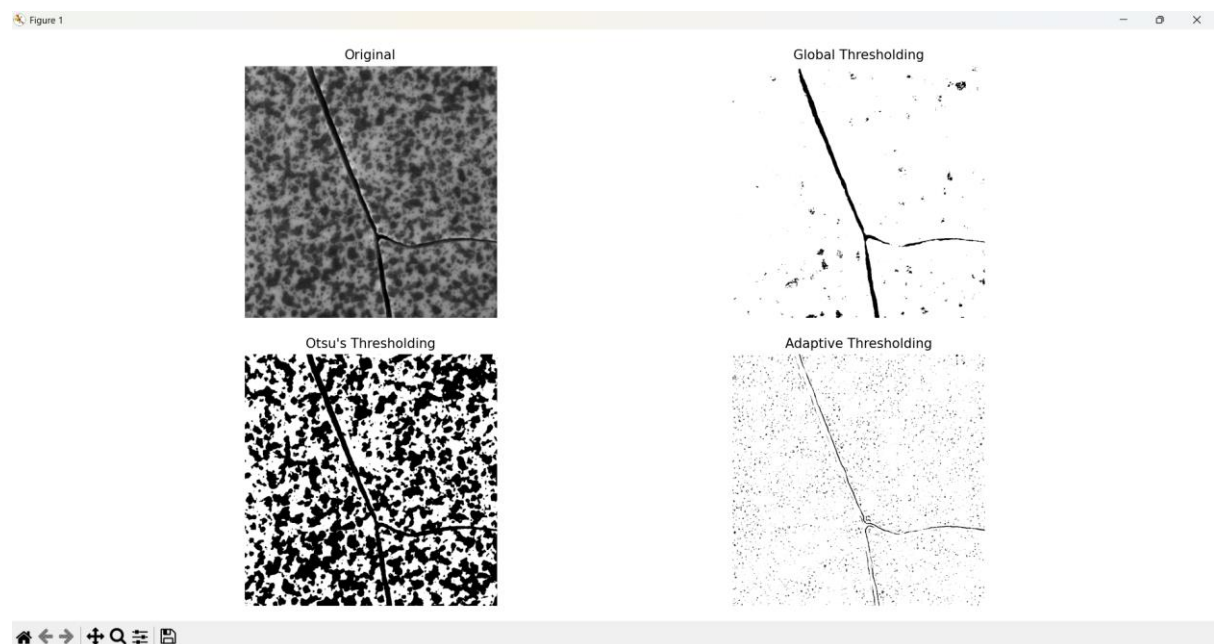 Figure 1
Original
Global Thresholding
Otsu's Thresholding
Adaptive Thresholding